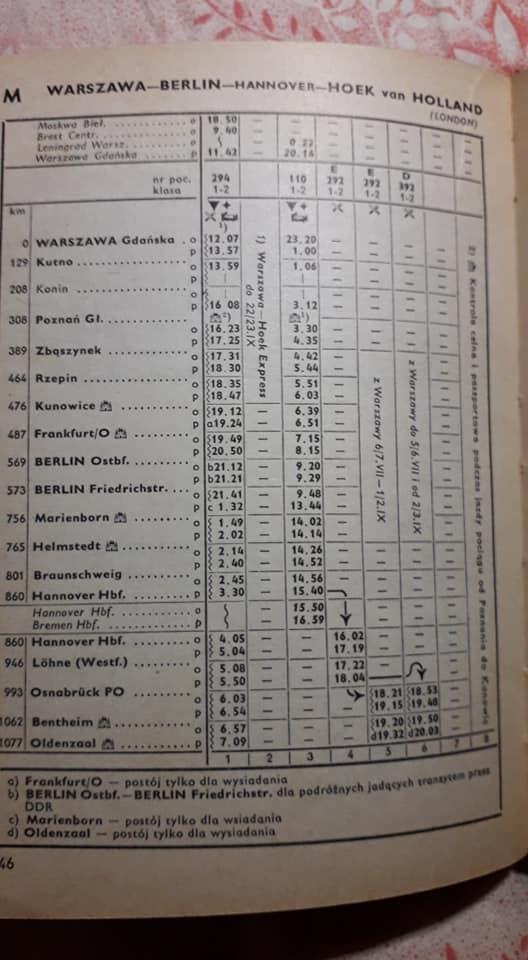 M WARSZAWA—BERLIN—HANNOVER—HOEK van HOLLAND
(LONDON)
Moskwa Biel. o 18.50 — — — — — —
Brest Centr. o 9.40 — — — — — —
Leningrad Warsz. o — 0 22 — — — —
Warszawa Gdańska p 11.42 — 20.14 — — — —
E E D
nr poc. 294 110 292 292 392
klasa 1-2 1-2 1-2 1-2 1-2
km
1) 
0 WARSZAWA Gdańska o 12.07 23.20 — — —
129 Kutno p 13.57 1.00 — — —
o 13.59 1.06 —
208 Konin p | |
o |
308 Poznań Gł. p 16 08 3.12 —
2) 1)
o 16.23 3.30 —
389 Zbąszynek p 17.25 4.35 —
o 17.31 4.42 —
464 Rzepin p 18.30 5.44 —
o 18.35 5.51 —
476 Kunowice p 18.47 6.03 —
o 19.12 — 6.39 —
487 Frankfurt/O p a19.24 — 6.51 —
o 19.49 — 7.15 —
569 BERLIN Ostbf. p 20.50 — 8.15 —
o b21.12 — 9.20 —
573 BERLIN Friedrichstr. p b21.21 — 9.29 —
o 21.41 — 9.48 —
756 Marienborn p c 1.32 — 13.44 —
o 1.49 — 14.02 —
765 Helmstedt p 2.02 — 14.14 —
o 2.14 — 14.26 —
801 Braunschweig p 2.40 — 14.52 —
o 2.45 — 14.56 —
860 Hannover Hbf. p 3.30 — 15.40
Hannover Hbf. o — 15.50
Bremen Hbf. p — 16.59
860 Hannover Hbf. o 4.05 — — 16.02 — —
946 Löhne (Westf.) p 5.04 — — 17.19 — —
o 5.08 — — 17.22 —
993 Osnabrück PO p 5.50 — — 18.04
o 6.03 — — 18.21 18.53 —
1062 Bentheim p 6.54 — — — 19.15 19.48 —
o 6.57 — — — 19.20 19.50 —
1077 Oldenzaal p 7.09 — — — d19.32 d20.03 —
1 2 3 4 5 6 7 8
1) Warszawa—Hoek Express
do 22/23.IX
z Warszawy 6/7.VII—1/2.IX
z Warszawy do 5/6.VII i od 2/3.IX
2) Kontrola celna i paszportowa podczas jazdy pociągu od Poznania do Kunowic
a) Frankfurt/O — postój tylko dla wysiadania
b) BERLIN Ostbf.—BERLIN Friedrichstr. dla podróżnych jadących tranzytem przez
DDR
c) Marienborn — postój tylko dla wsiadania
d) Oldenzaal — postój tylko dla wysiadania
46